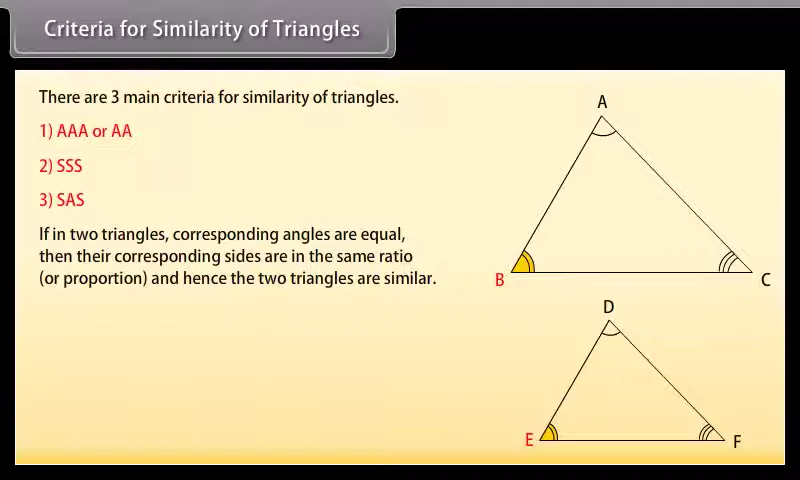 Criteria for Similarity of Triangles
There are 3 main criteria for similarity of triangles.
1) AAA or AA
2) SSS
3) SAS
If in two triangles, corresponding angles are equal,
then their corresponding sides are in the same ratio
(or proportion) and hence the two triangles are similar.
A
B
C
D
E
F